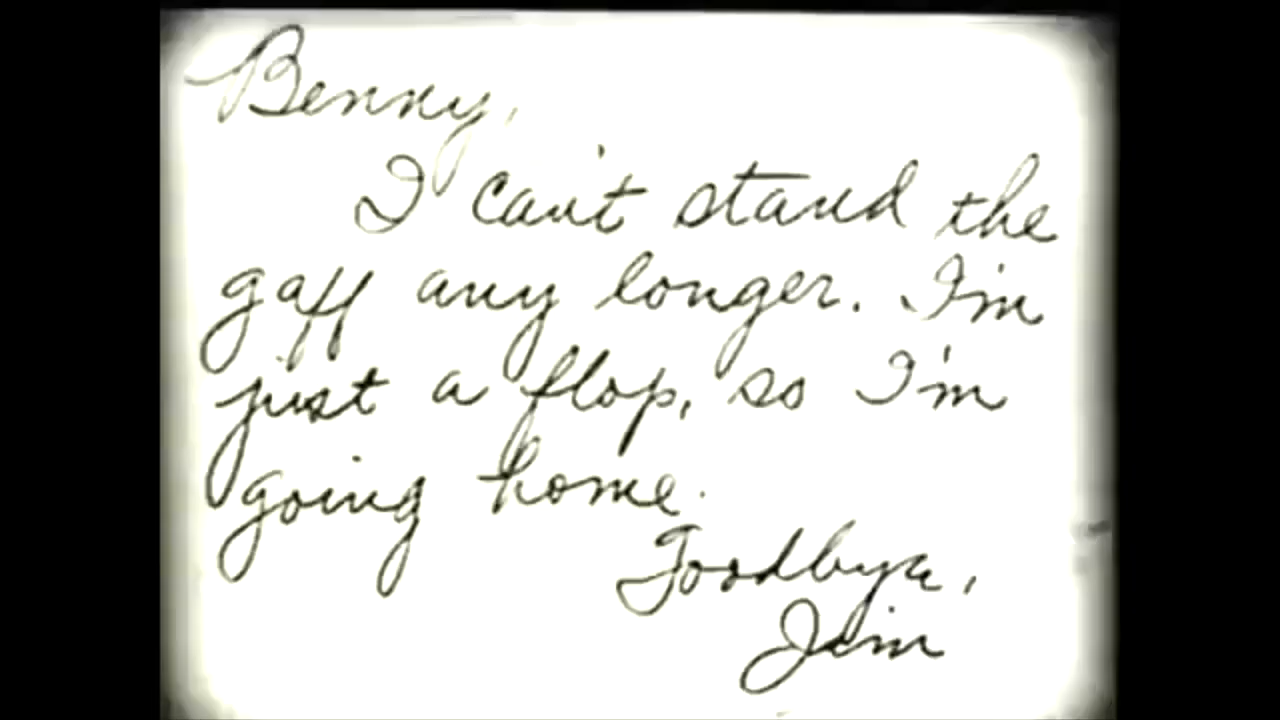 Benny,
I can't stand the
gaff any longer. I'm
just a flop, so I'm
going home.
Goodbye,
Jim